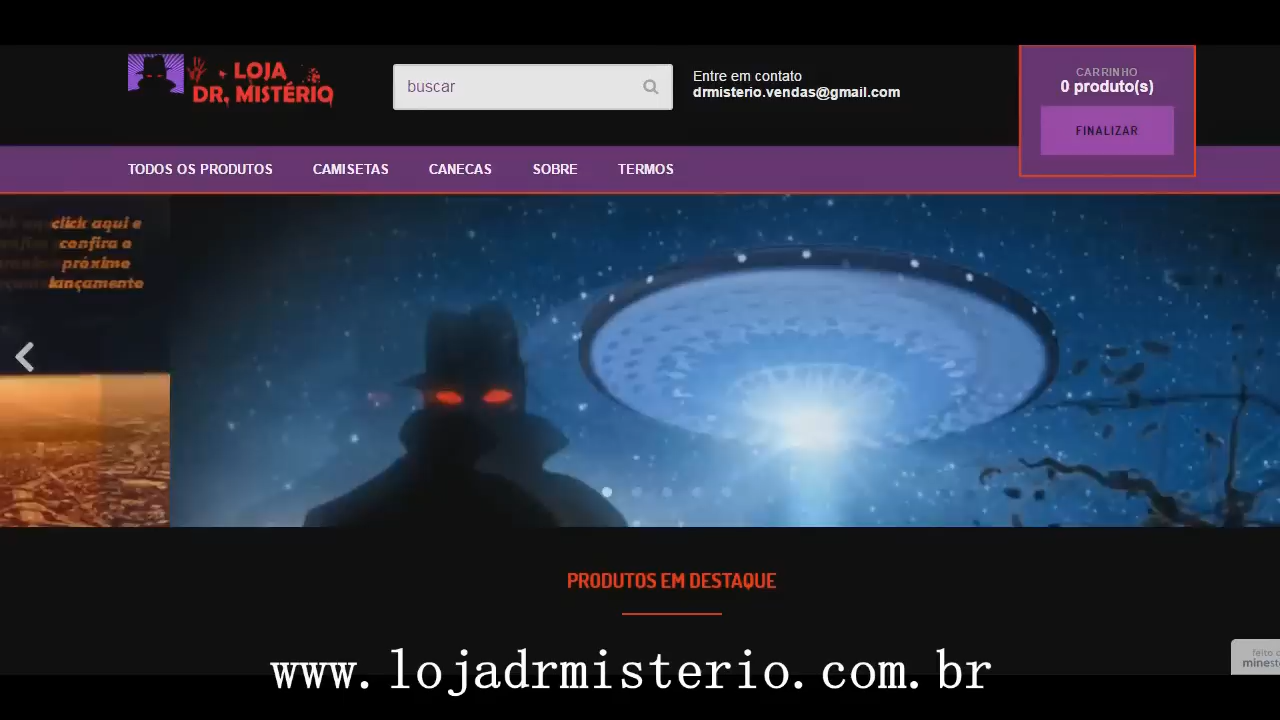 LOJA
DR. MISTÉRIO
buscar
Entre em contato
drmisterio.vendas@gmail.com
CARRINHO
0 produto(s)
FINALIZAR
TODOS OS PRODUTOS
CAMISETAS
CANECAS
SOBRE
TERMOS
click aqui e
confira o
próximo
lançamento
PRODUTOS EM DESTAQUE
feito
www.lojadrmisterio.com.br